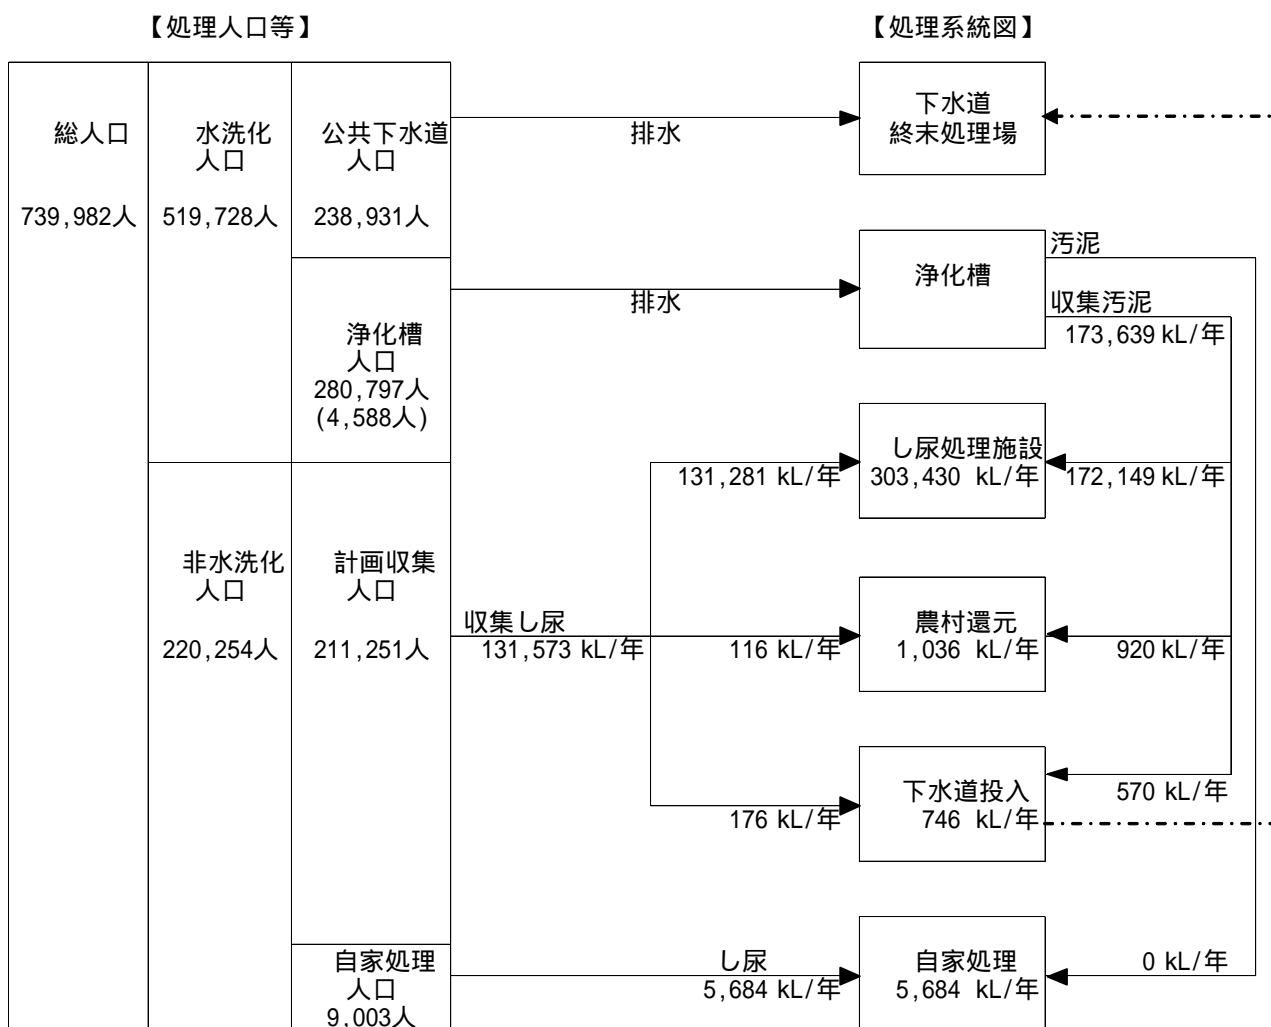 【処理人口等】
【処理系統図】
総人口
739,982人
水洗化
人口
519,728人
公共下水道
人口
238,931人
浄化槽
人口
280,797人
(4,588人)
非水洗化
人口
220,254人
計画収集
人口
211,251人
自家処理
人口
9,003人
排水
下水道
終末処理場
排水
浄化槽
汚泥
収集汚泥
173,639 kL/年
収集し尿
131,573 kL/年
131,281 kL/年
し尿処理施設
303,430 kL/年
172,149 kL/年
116 kL/年
農村還元
1,036 kL/年
920 kL/年
176 kL/年
下水道投入
746 kL/年
570 kL/年
し尿
5,684 kL/年
自家処理
5,684 kL/年
0 kL/年